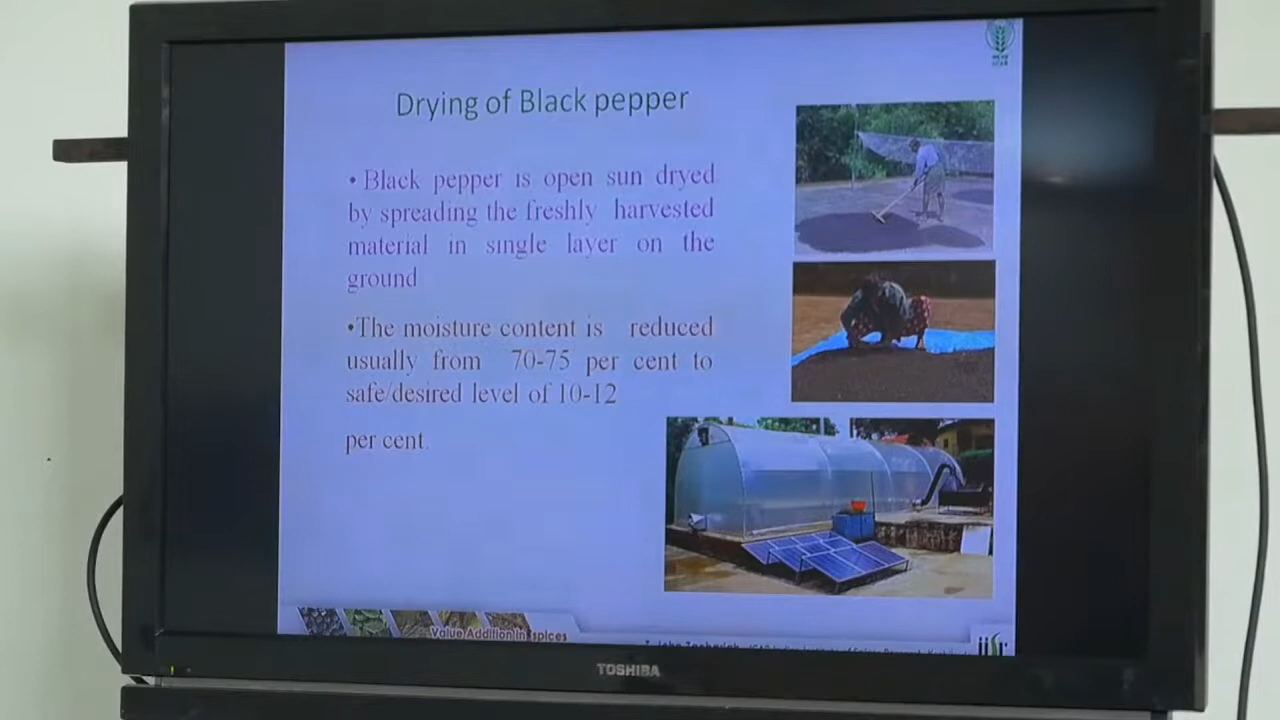 Drying of Black pepper
• Black pepper is open sun dryed
by spreading the freshly harvested
material in single layer on the
ground
•The moisture content is reduced
usually from 70-75 per cent to
safe/desired level of 10-12
per cent.
Value Addition in spices
TOSHIBA